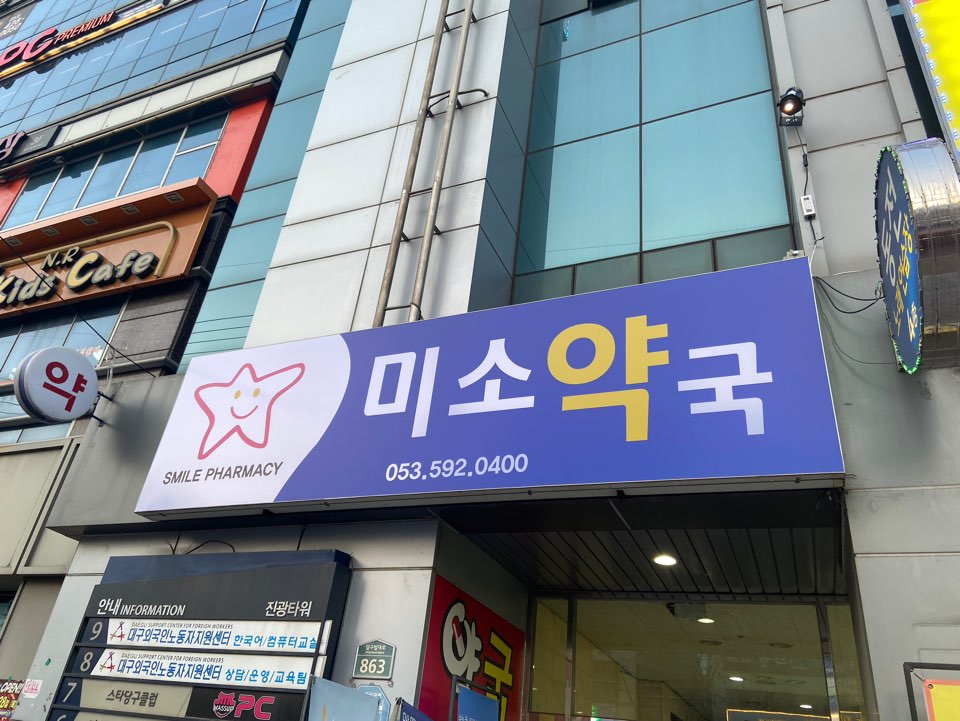 PG PREMIUM
N.R
Kids Cafe
약
SMILE PHARMACY
미소약국
053.592.0400
안내 INFORMATION
진광타워
9
DAEGU SUPPORT CENTER FOR FOREIGN WORKERS
대구외국인노동자지원센터 한국어/컴퓨터교실
8
DAEGU SUPPORT CENTER FOR FOREIGN WORKERS
대구외국인노동자지원센터 상담/운영/교육팀
7
스타당구클럽
PC
863
약국